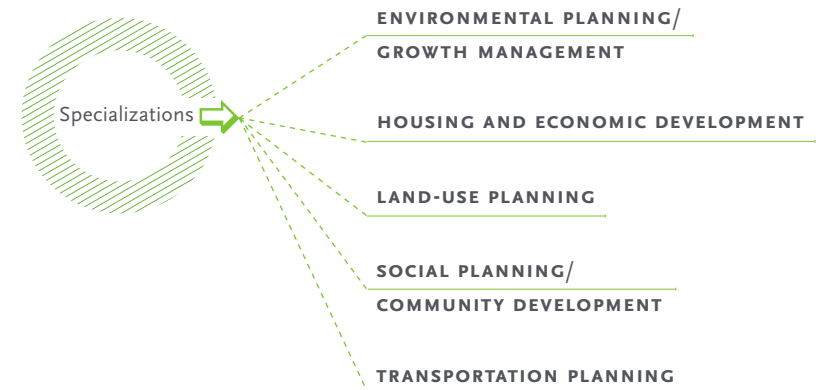 Specializations
ENVIRONMENTAL PLANNING/
GROWTH MANAGEMENT
HOUSING AND ECONOMIC DEVELOPMENT
LAND-USE PLANNING
SOCIAL PLANNING/
COMMUNITY DEVELOPMENT
TRANSPORTATION PLANNING